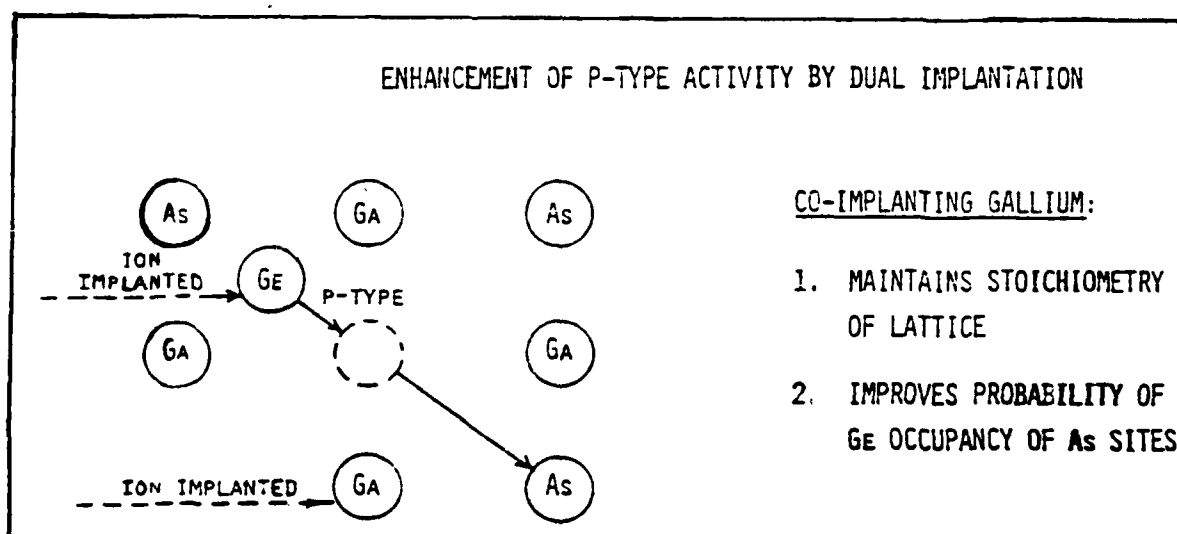 ENHANCEMENT OF P-TYPE ACTIVITY BY DUAL IMPLANTATION
As GA As
ION
IMPLANTED GE P-TYPE
GA GA
ION IMPLANTED GA As
CO-IMPLANTING GALLIUM:
1. MAINTAINS STOICHIOMETRY
OF LATTICE
2. IMPROVES PROBABILITY OF
GE OCCUPANCY OF As SITES